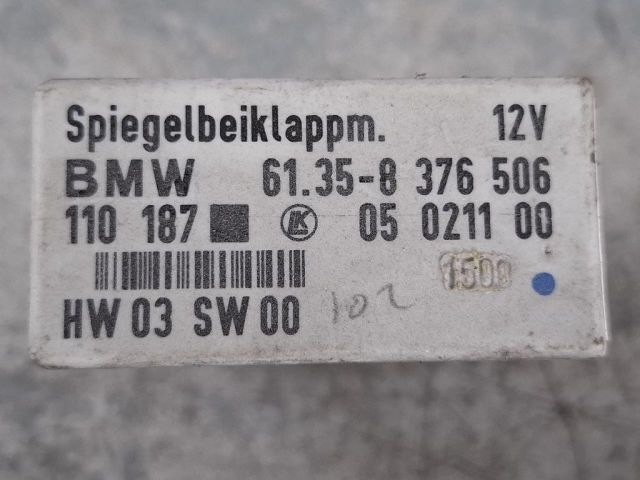 Spiegelbeiklappm. 12V
BMW 61.35-8 376 506
110 187 LK 05 0211 00
1500
HW 03 SW 00 102